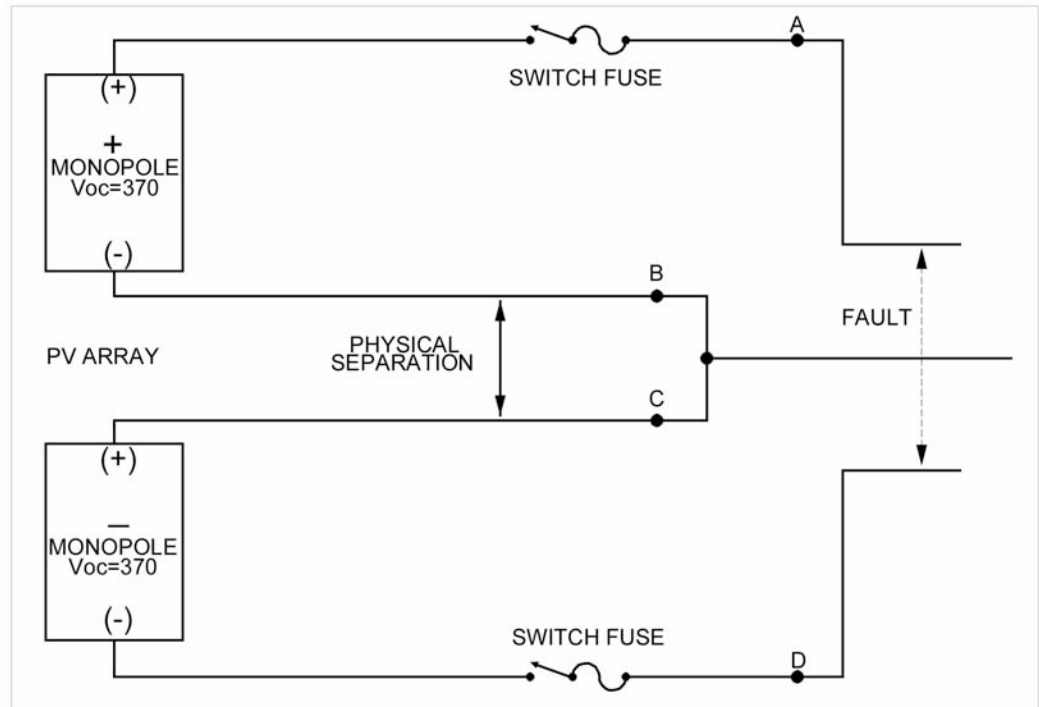 A
SWITCH FUSE
(+)
+
MONOPOLE
Voc=370
(-)
B
FAULT
PV ARRAY
PHYSICAL
SEPARATION
C
(+)
−
MONOPOLE
Voc=370
(-)
SWITCH FUSE
D